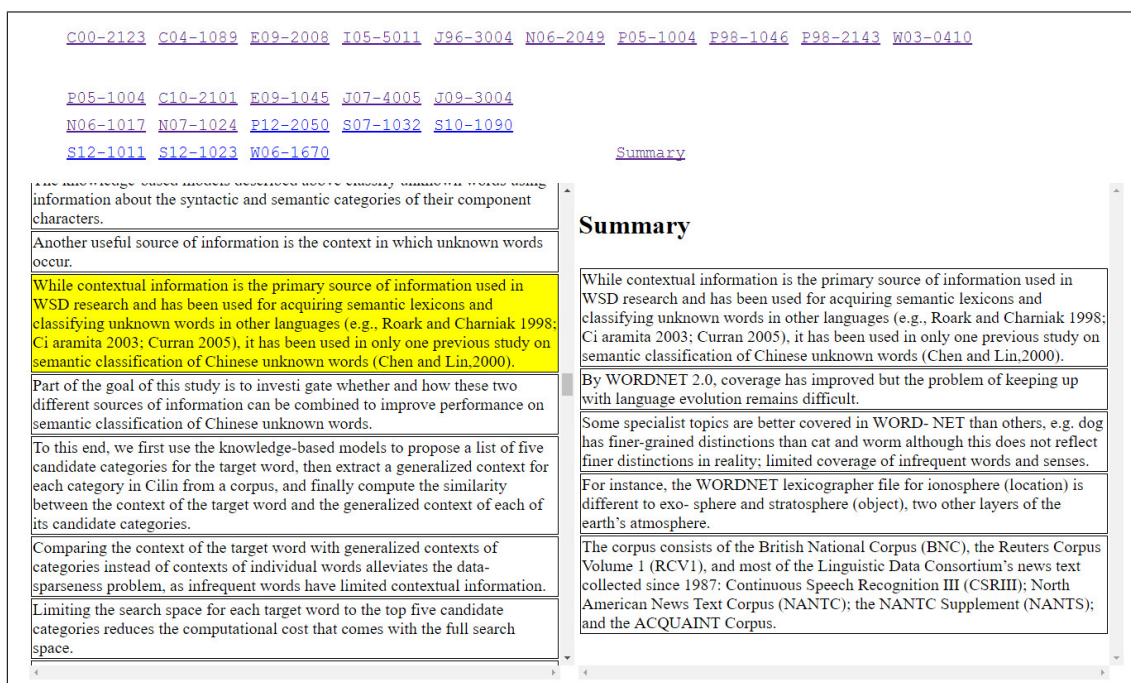 C00-2123 C04-1089 E09-2008 I05-5011 J96-3004 N06-2049 P05-1004 P98-1046 P98-2143 W03-0410
P05-1004 C10-2101 E09-1045 J07-4005 J09-3004
N06-1017 N07-1024 P12-2050 S07-1032 S10-1090
S12-1011 S12-1023 W06-1670
Summary
The knowledge-based models described above classify unknown words using
information about the syntactic and semantic categories of their component
characters.
Another useful source of information is the context in which unknown words
occur.
While contextual information is the primary source of information used in
WSD research and has been used for acquiring semantic lexicons and
classifying unknown words in other languages (e.g., Roark and Charniak 1998;
Ci aramita 2003; Curran 2005), it has been used in only one previous study on
semantic classification of Chinese unknown words (Chen and Lin,2000).
Part of the goal of this study is to investi gate whether and how these two
different sources of information can be combined to improve performance on
semantic classification of Chinese unknown words.
To this end, we first use the knowledge-based models to propose a list of five
candidate categories for the target word, then extract a generalized context for
each category in Cilin from a corpus, and finally compute the similarity
between the context of the target word and the generalized context of each of
its candidate categories.
Comparing the context of the target word with generalized contexts of
categories instead of contexts of individual words alleviates the data-
sparseness problem, as infrequent words have limited contextual information.
Limiting the search space for each target word to the top five candidate
categories reduces the computational cost that comes with the full search
space.
Summary
While contextual information is the primary source of information used in
WSD research and has been used for acquiring semantic lexicons and
classifying unknown words in other languages (e.g., Roark and Charniak 1998;
Ci aramita 2003; Curran 2005), it has been used in only one previous study on
semantic classification of Chinese unknown words (Chen and Lin,2000).
By WORDNET 2.0, coverage has improved but the problem of keeping up
with language evolution remains difficult.
Some specialist topics are better covered in WORD- NET than others, e.g. dog
has finer-grained distinctions than cat and worm although this does not reflect
finer distinctions in reality; limited coverage of infrequent words and senses.
For instance, the WORDNET lexicographer file for ionosphere (location) is
different to exo- sphere and stratosphere (object), two other layers of the
earth's atmosphere.
The corpus consists of the British National Corpus (BNC), the Reuters Corpus
Volume 1 (RCV1), and most of the Linguistic Data Consortium's news text
collected since 1987: Continuous Speech Recognition III (CSRIII); North
American News Text Corpus (NANTC); the NANTC Supplement (NANTS);
and the ACQUAINT Corpus.